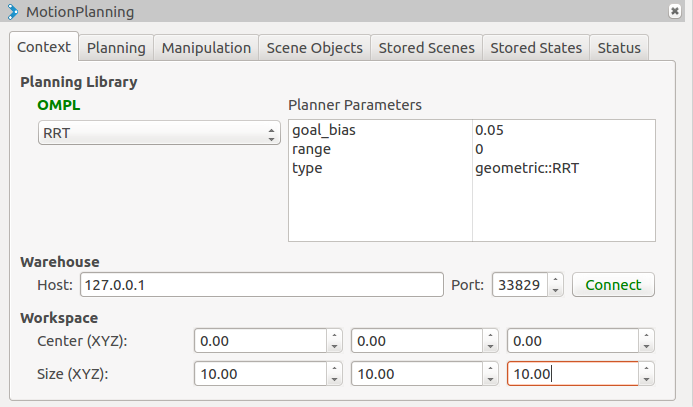 MotionPlanning
Context Planning Manipulation Scene Objects Stored Scenes Stored States Status
Planning Library
OMPL Planner Parameters
RRT
goal_bias 0.05
range 0
type geometric::RRT
Warehouse
Host: 127.0.0.1 Port: 33829 Connect
Workspace
Center (XYZ): 0.00 0.00 0.00
Size (XYZ): 10.00 10.00 10.00